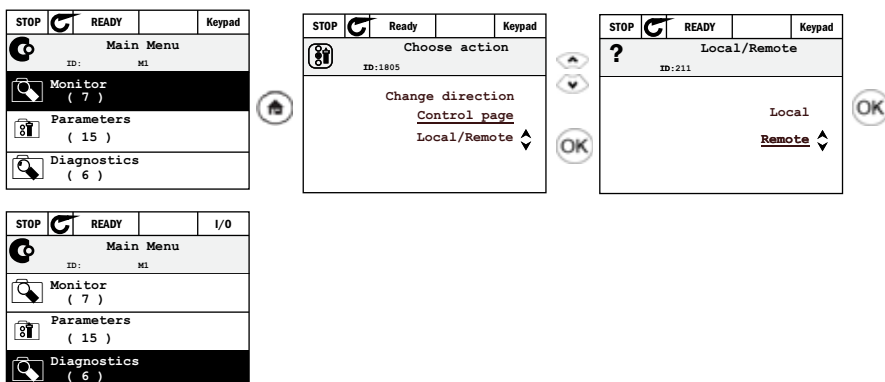 STOP READY Keypad
Main Menu
ID: M1
Monitor
( 7 )
Parameters
( 15 )
Diagnostics
( 6 )
STOP Ready Keypad
Choose action
ID:1805
Change direction
Control page
Local/Remote
OK
STOP READY Keypad
? Local/Remote
ID:211
Local
Remote
OK
STOP READY I/O
Main Menu
ID: M1
Monitor
( 7 )
Parameters
( 15 )
Diagnostics
( 6 )